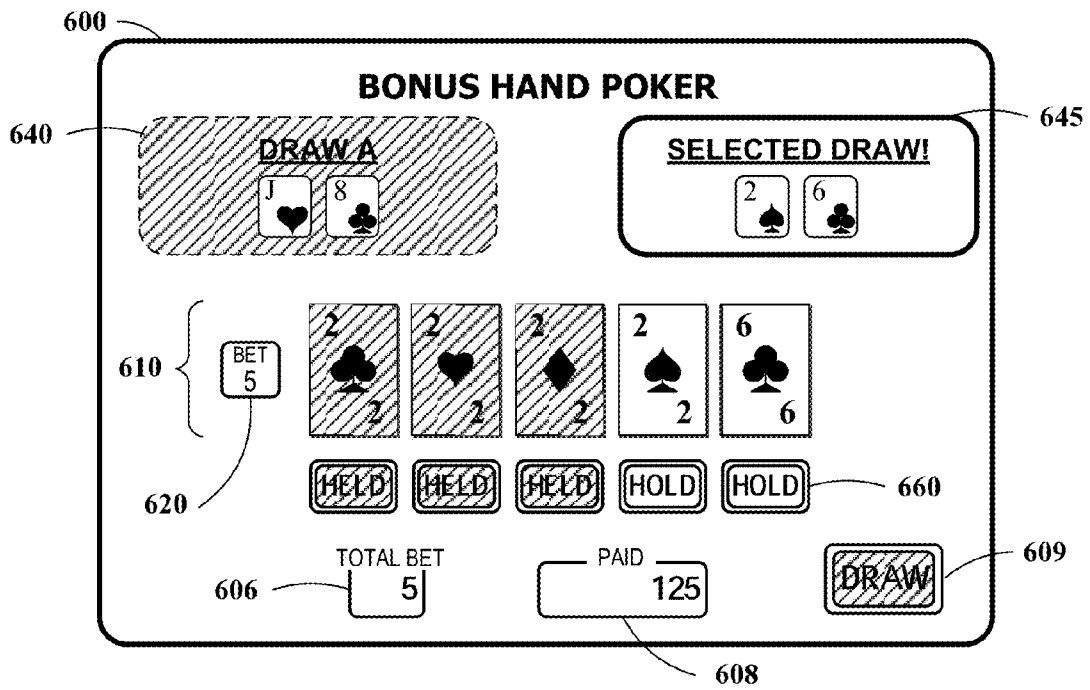 600
BONUS HAND POKER
640
645
DRAW A
SELECTED DRAW!
J 8
2 6
610
BET
5
2 2 2 2 6
2 2 2 2 6
620
HELD HELD HELD HOLD HOLD
660
TOTAL BET
5
PAID
125
DRAW
606
609
608